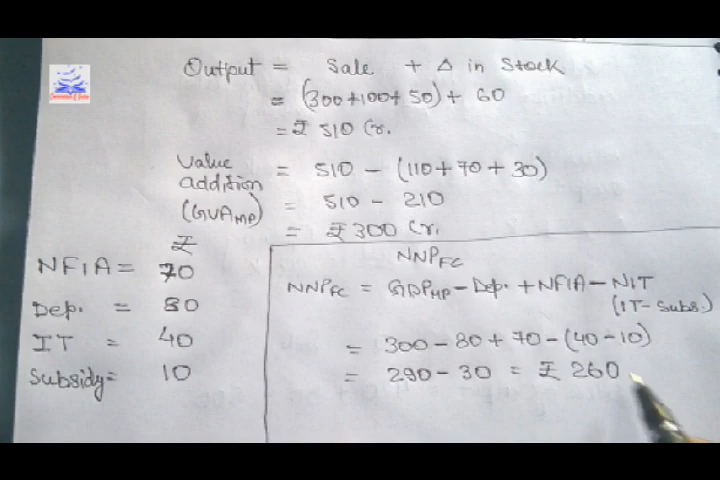 Output = Sale + Δ in Stock
= (300+100+50) + 60
= ₹ 510 Cr.
Value addition (GVAMP) = 510 - (110+70+30)
= 510 - 210
= ₹300 Cr.
₹
NFIA = 70
Dep. = 80
IT = 40
Subsidy = 10
NNPFC
NNPFC = GDPMP - Dep. + NFIA - NIT
(IT- Subs.)
= 300 - 80 + 70 - (40 - 10)
= 290 - 30 = ₹ 260